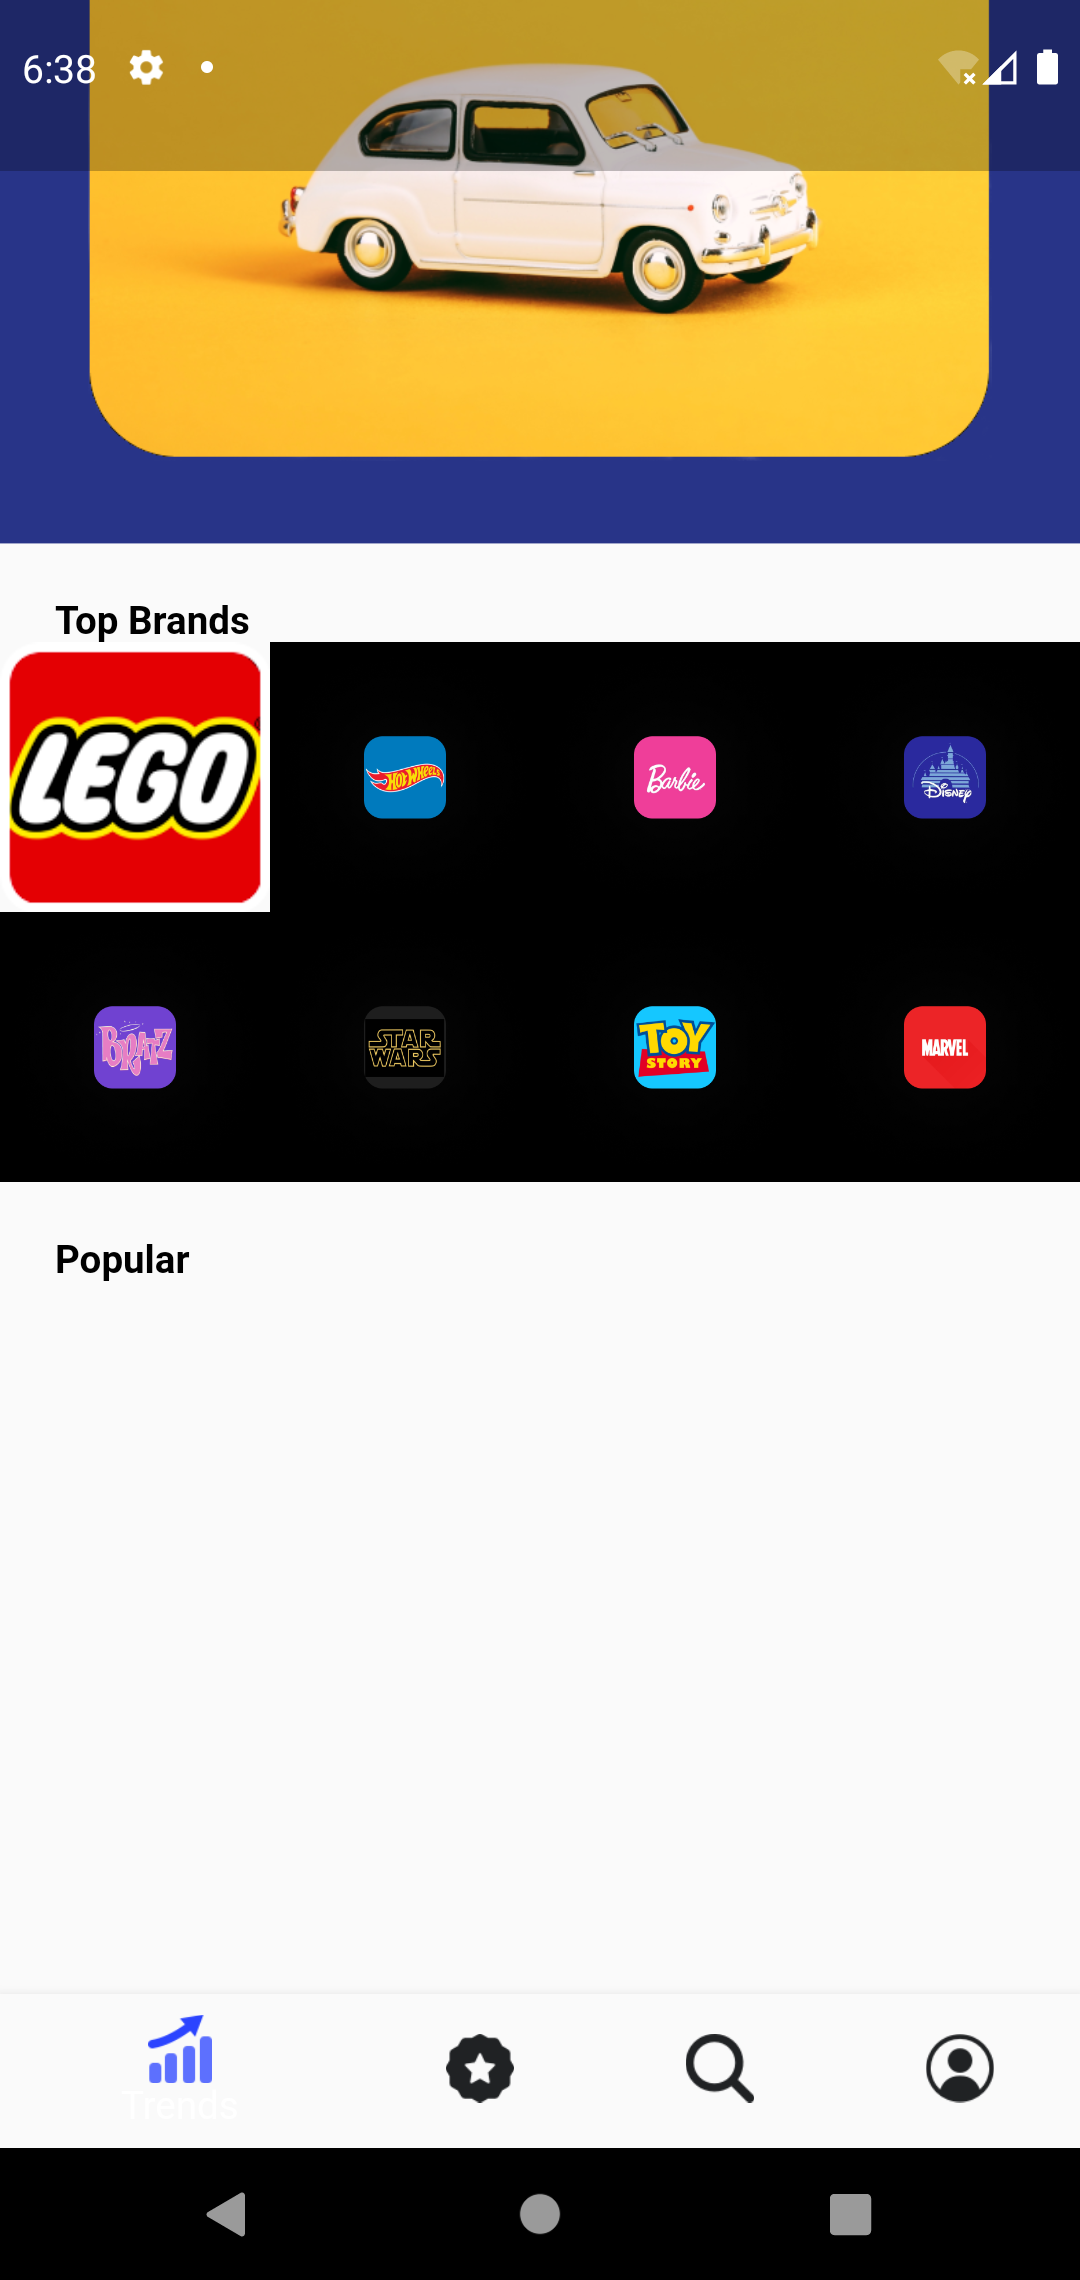 6:38
Top Brands
LEGO
Hot Wheels
Barbie
Disney
BRATZ
STAR WARS
TOY STORY
MARVEL
Popular
Trends